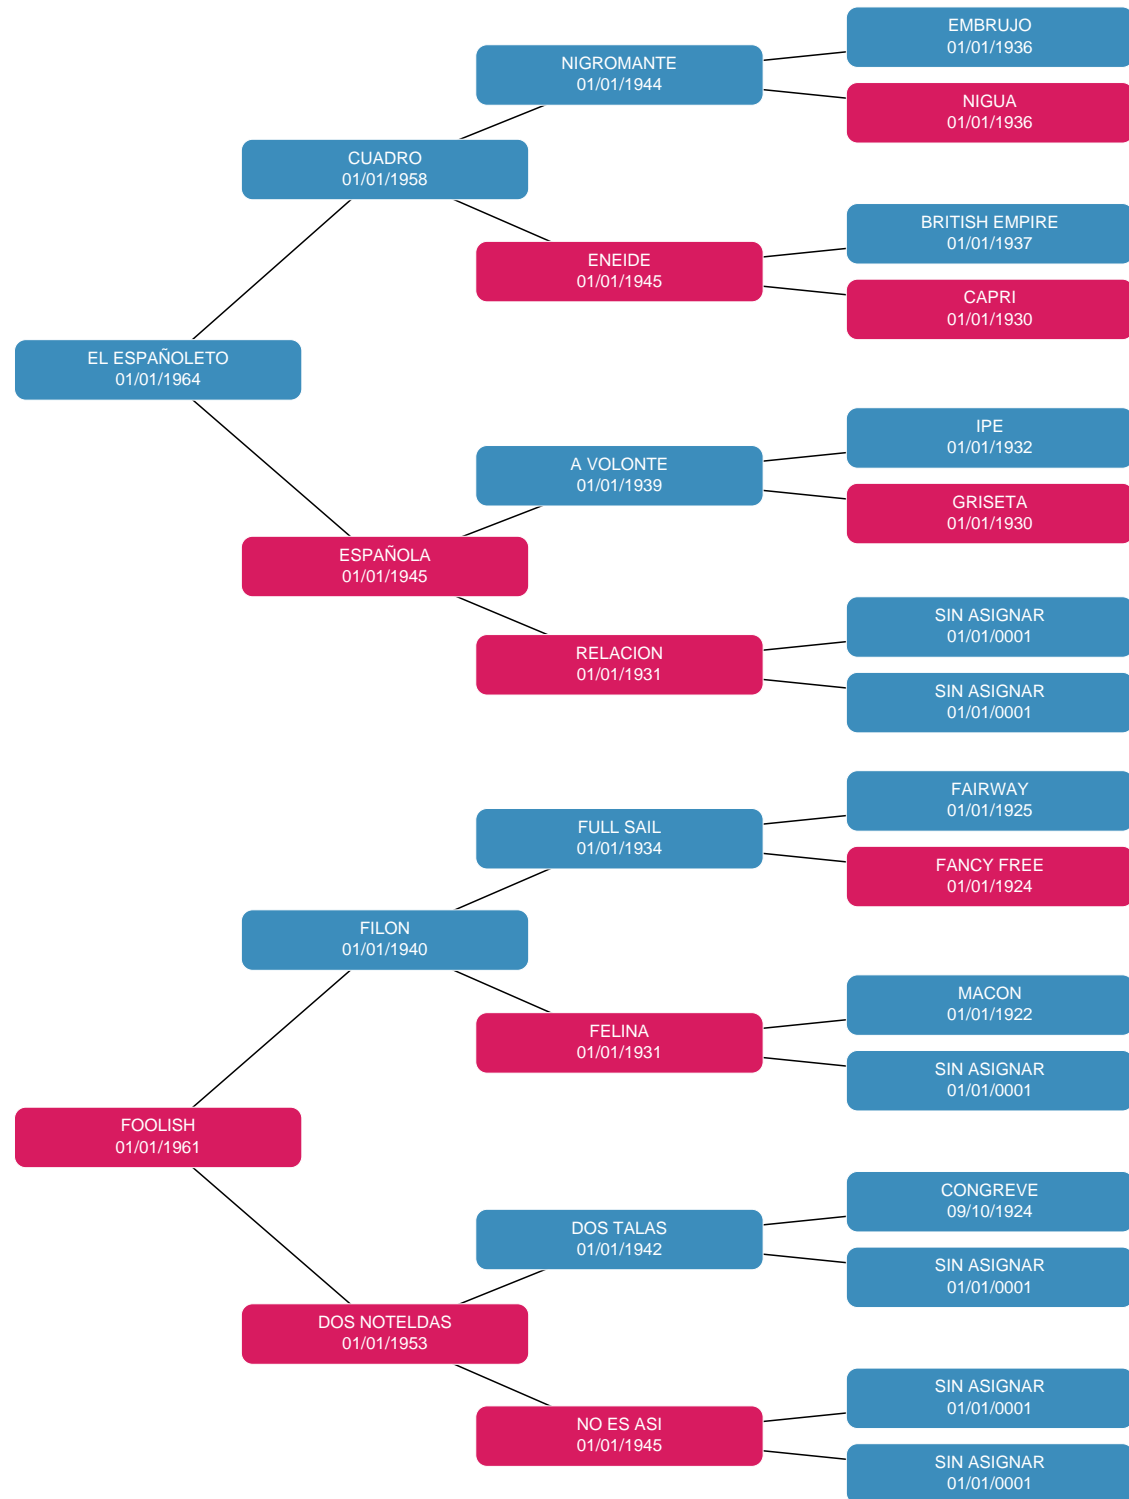 EMBRUJO
01/01/1936
NIGROMANTE
01/01/1944
NIGUA
01/01/1936
CUADRO
01/01/1958
BRITISH EMPIRE
01/01/1937
ENEIDE
01/01/1945
CAPRI
01/01/1930
EL ESPAÑOLETO
01/01/1964
IPE
01/01/1932
A VOLONTE
01/01/1939
GRISETA
01/01/1930
ESPAÑOLA
01/01/1945
SIN ASIGNAR
01/01/0001
RELACION
01/01/1931
SIN ASIGNAR
01/01/0001
FAIRWAY
01/01/1925
FULL SAIL
01/01/1934
FANCY FREE
01/01/1924
FILON
01/01/1940
MACON
01/01/1922
FELINA
01/01/1931
SIN ASIGNAR
01/01/0001
FOOLISH
01/01/1961
CONGREVE
09/10/1924
DOS TALAS
01/01/1942
SIN ASIGNAR
01/01/0001
DOS NOTELDAS
01/01/1953
SIN ASIGNAR
01/01/0001
NO ES ASI
01/01/1945
SIN ASIGNAR
01/01/0001